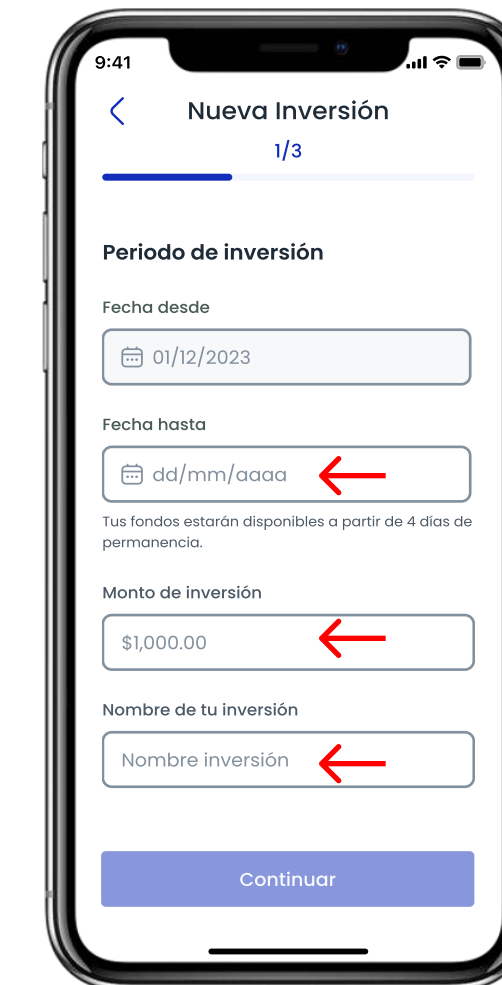 9:41
Nueva Inversión
1/3
Periodo de inversión
Fecha desde
01/12/2023
Fecha hasta
dd/mm/aaaa
Tus fondos estarán disponibles a partir de 4 días de
permanencia.
Monto de inversión
$1,000.00
Nombre de tu inversión
Nombre inversión
Continuar